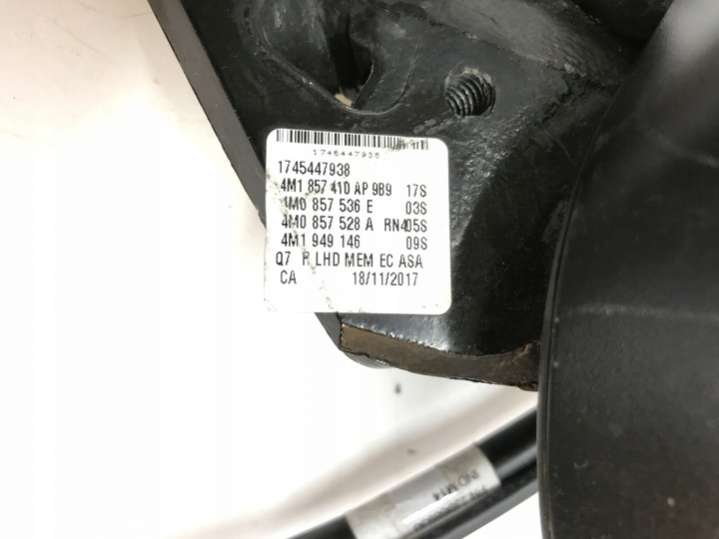 1745447938
1745447938
4M1 857 410 AP 9B9 17S
4M0 857 536 E 03S
4M0 857 528 A RN4 05S
4M1 949 146 09S
Q7 R LHD MEM EC ASA
CA 18/11/2017